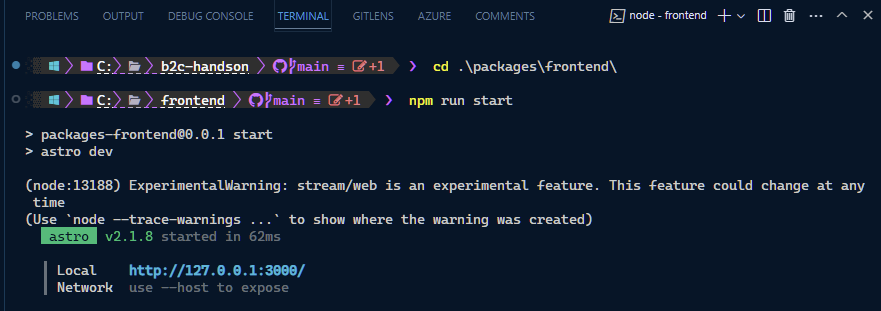 PROBLEMS OUTPUT DEBUG CONSOLE TERMINAL GITLENS AZURE COMMENTS node - frontend
C: b2c-handson main ≡ +1 cd .\packages\frontend\
C: frontend main ≡ +1 npm run start
> packages-frontend@0.0.1 start
> astro dev
(node:13188) ExperimentalWarning: stream/web is an experimental feature. This feature could change at any
time
(Use `node --trace-warnings ...` to show where the warning was created)
astro v2.1.8 started in 62ms
Local http://127.0.0.1:3000/
Network use --host to expose